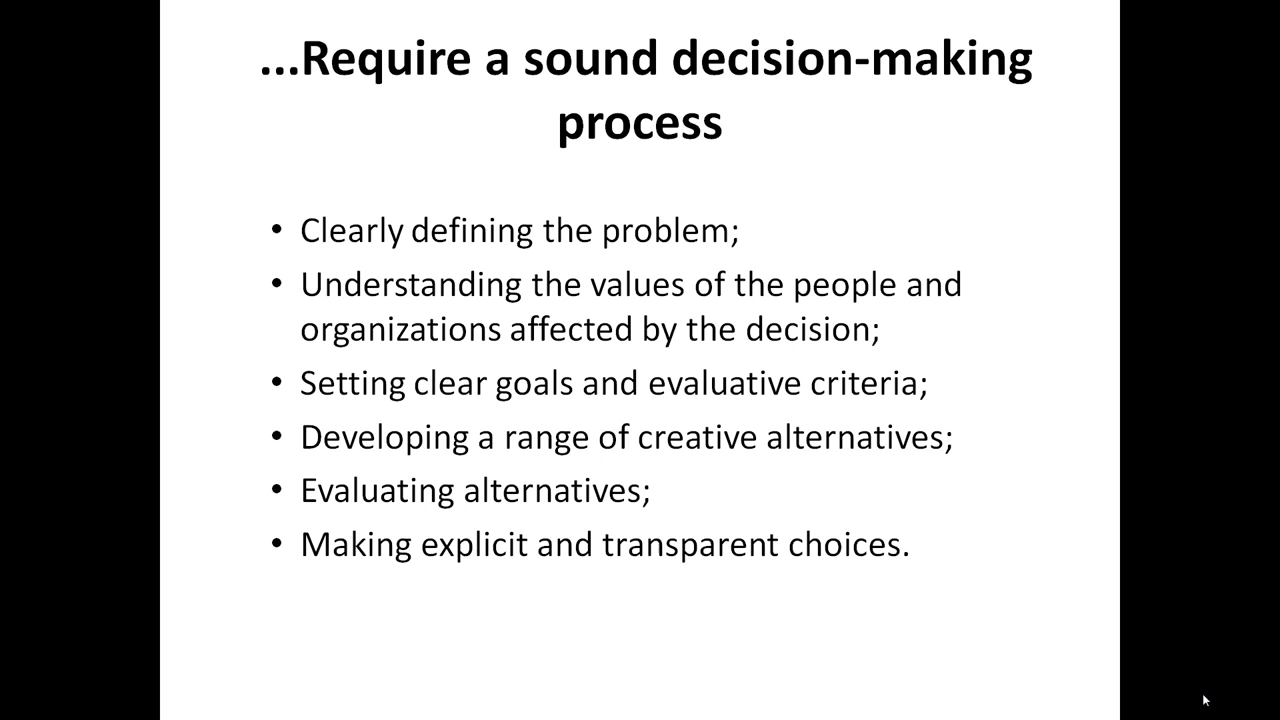 ...Require a sound decision-making
process
• Clearly defining the problem;
• Understanding the values of the people and
organizations affected by the decision;
• Setting clear goals and evaluative criteria;
• Developing a range of creative alternatives;
• Evaluating alternatives;
• Making explicit and transparent choices.